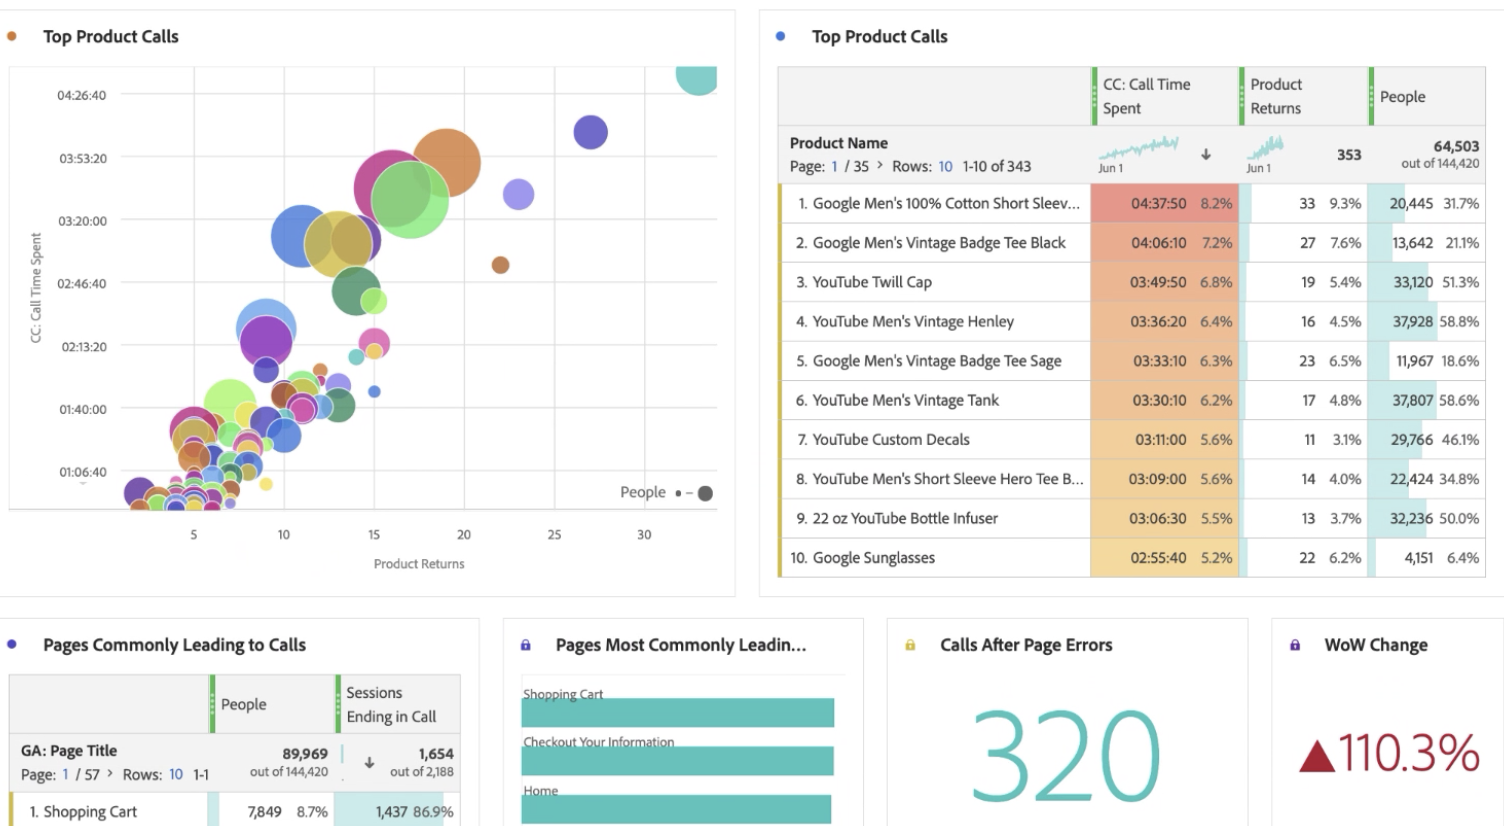 Top Product Calls
04:26:40
03:53:20
03:20:00
02:46:40
02:13:20
01:40:00
01:06:40
CC: Call Time Spent
People
5 10 15 20 25 30
Product Returns
Top Product Calls
CC: Call Time Spent
Product Returns
People
Product Name
Page: 1 / 35 > Rows: 10 1-10 of 343
Jun 1
Jun 1
353
64,503
out of 144,420
1. Google Men's 100% Cotton Short Sleev... 04:37:50 8.2% 33 9.3% 20,445 31.7%
2. Google Men's Vintage Badge Tee Black 04:06:10 7.2% 27 7.6% 13,642 21.1%
3. YouTube Twill Cap 03:49:50 6.8% 19 5.4% 33,120 51.3%
4. YouTube Men's Vintage Henley 03:36:20 6.4% 16 4.5% 37,928 58.8%
5. Google Men's Vintage Badge Tee Sage 03:33:10 6.3% 23 6.5% 11,967 18.6%
6. YouTube Men's Vintage Tank 03:30:10 6.2% 17 4.8% 37,807 58.6%
7. YouTube Custom Decals 03:11:00 5.6% 11 3.1% 29,766 46.1%
8. YouTube Men's Short Sleeve Hero Tee B... 03:09:00 5.6% 14 4.0% 22,424 34.8%
9. 22 oz YouTube Bottle Infuser 03:06:30 5.5% 13 3.7% 32,236 50.0%
10. Google Sunglasses 02:55:40 5.2% 22 6.2% 4,151 6.4%
Pages Commonly Leading to Calls
People
Sessions
Ending in Call
GA: Page Title
Page: 1 / 57 > Rows: 10 1-1
89,969
out of 144,420
1,654
out of 2,188
1. Shopping Cart 7,849 8.7% 1,437 86.9%
Pages Most Commonly Leadin...
Shopping Cart
Checkout Your Information
Home
Calls After Page Errors
320
WoW Change
▲110.3%